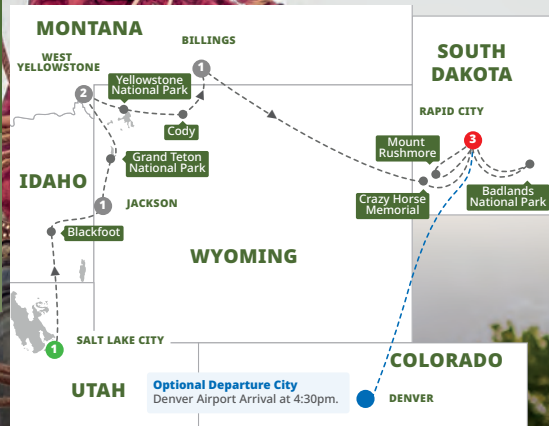 MONTANA
BILLINGS
SOUTH
DAKOTA
WEST
YELLOWSTONE
Yellowstone
National Park
1
2
RAPID CITY
Cody
3
Mount
Rushmore
Grand Teton
National Park
IDAHO
Crazy Horse
Memorial
Badlands
National Park
1
JACKSON
Blackfoot
WYOMING
1
SALT LAKE CITY
COLORADO
UTAH
Optional Departure City
Denver Airport Arrival at 4:30pm.
DENVER